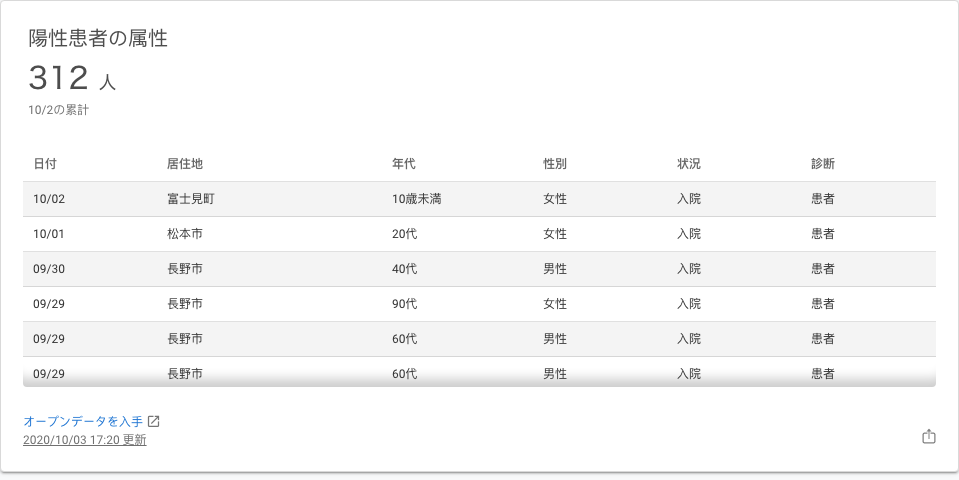 陽性患者の属性
312 人
10/2の累計
日付 居住地 年代 性別 状況 診断
10/02 富士見町 10歳未満 女性 入院 患者
10/01 松本市 20代 女性 入院 患者
09/30 長野市 40代 男性 入院 患者
09/29 長野市 90代 女性 入院 患者
09/29 長野市 60代 男性 入院 患者
09/29 長野市 60代 男性 入院 患者
オープンデータを入手
2020/10/03 17:20 更新